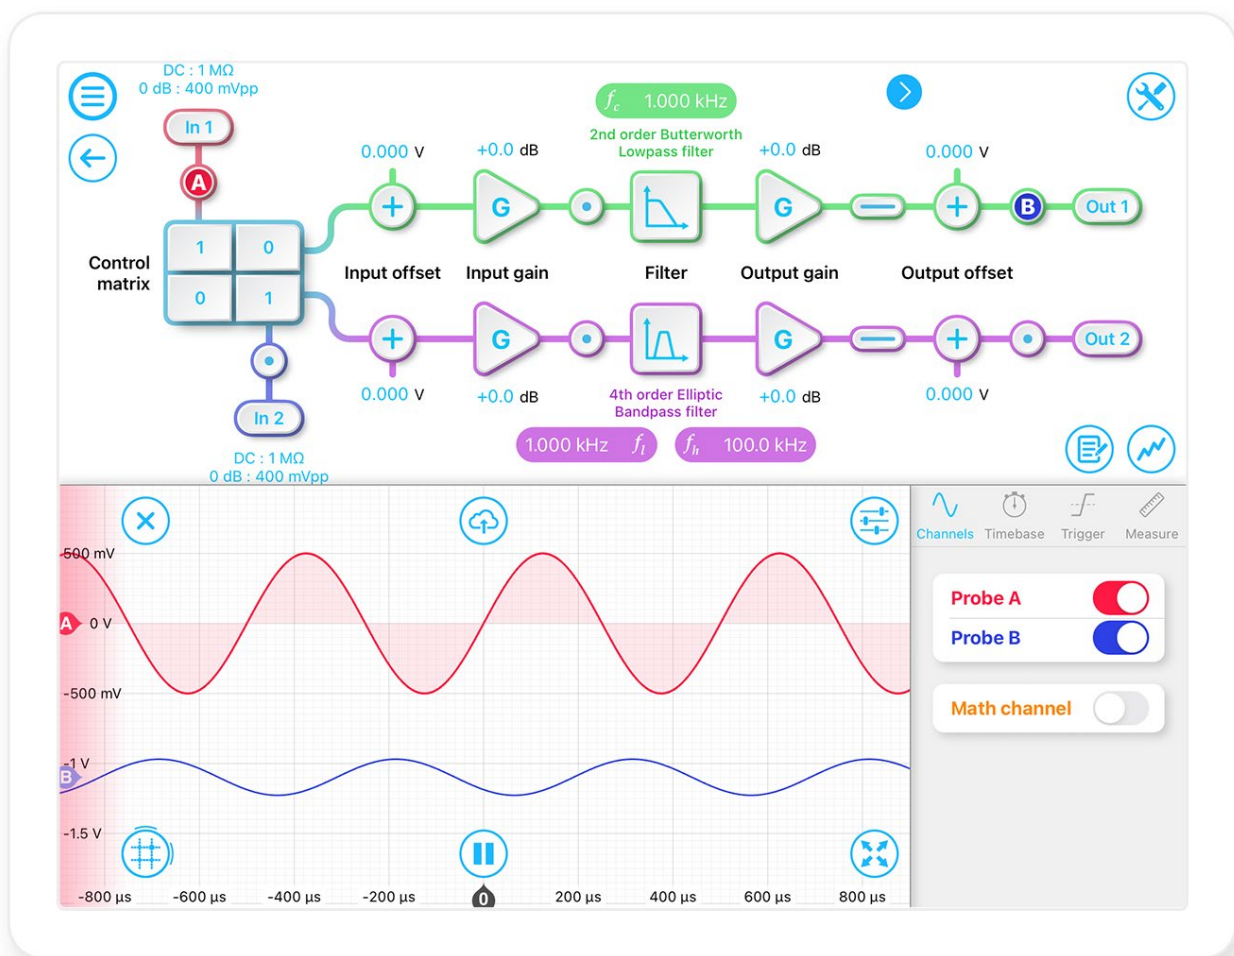 DC : 1 MΩ
0 dB : 400 mVpp
In 1
A
fc 1.000 kHz
2nd order Butterworth
Lowpass filter
0.000 V
+0.0 dB
+0.0 dB
0.000 V
G
G
B
Out 1
1 0
0 1
Control
matrix
Input offset
Input gain
Filter
Output gain
Output offset
G
G
Out 2
0.000 V
+0.0 dB
4th order Elliptic
Bandpass filter
+0.0 dB
0.000 V
In 2
1.000 kHz fl
fh 100.0 kHz
DC : 1 MΩ
0 dB : 400 mVpp
500 mV
A
0 V
-500 mV
-1 V
B
-1.5 V
-800 µs
-600 µs
-400 µs
-200 µs
0
200 µs
400 µs
600 µs
800 µs
Channels
Timebase
Trigger
Measure
Probe A
Probe B
Math channel